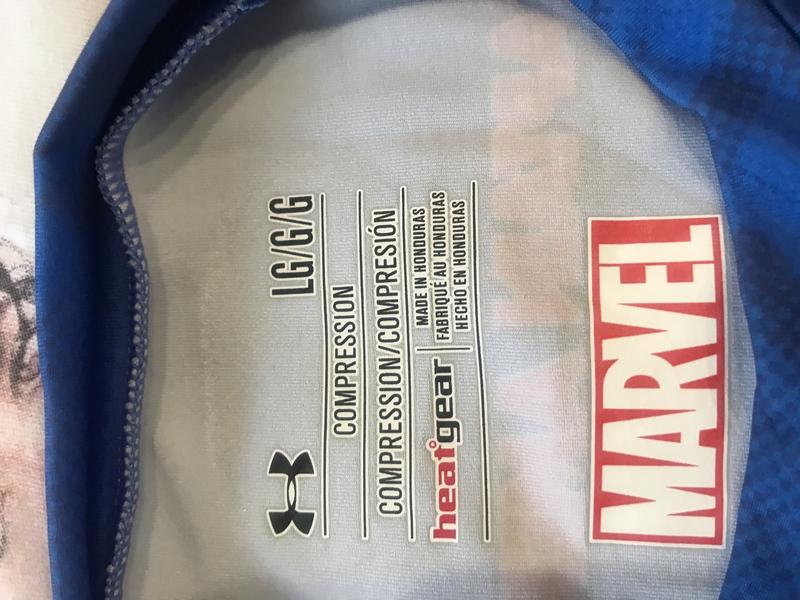 LG/G/G
COMPRESSION
COMPRESSION/COMPRESIÓN
heatgear
MADE IN HONDURAS
FABRIQUÉ AU HONDURAS
HECHO EN HONDURAS
MARVEL